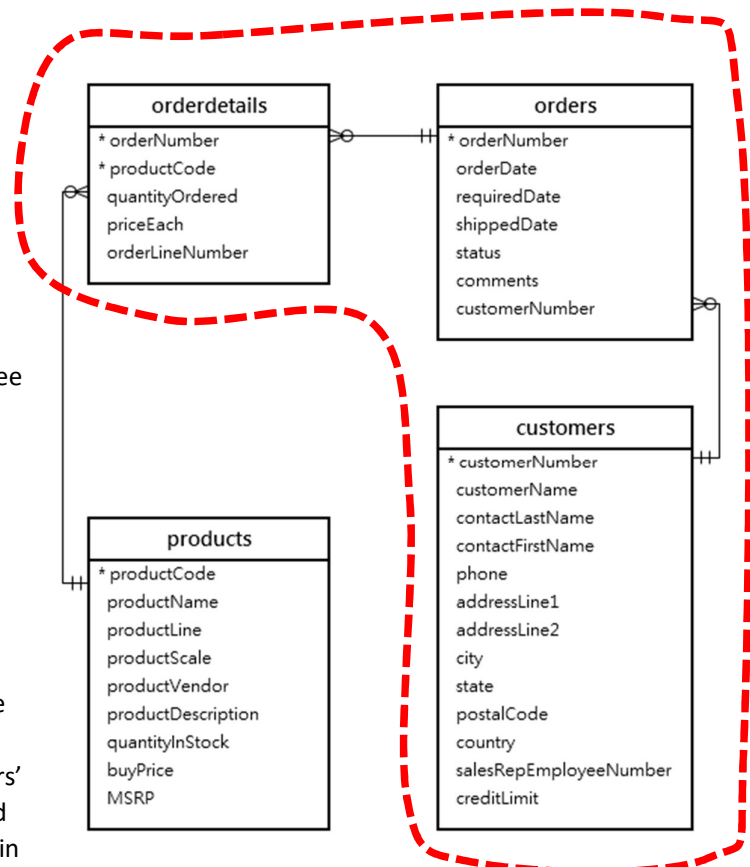 orderdetails
* orderNumber
* productCode
quantityOrdered
priceEach
orderLineNumber
orders
* orderNumber
orderDate
requiredDate
shippedDate
status
comments
customerNumber
ee
products
* productCode
productName
productLine
productScale
productVendor
productDescription
quantityInStock
buyPrice
MSRP
customers
* customerNumber
customerName
contactLastName
contactFirstName
phone
addressLine1
addressLine2
city
state
postalCode
country
salesRepEmployeeNumber
creditLimit
e
rs’
d
in